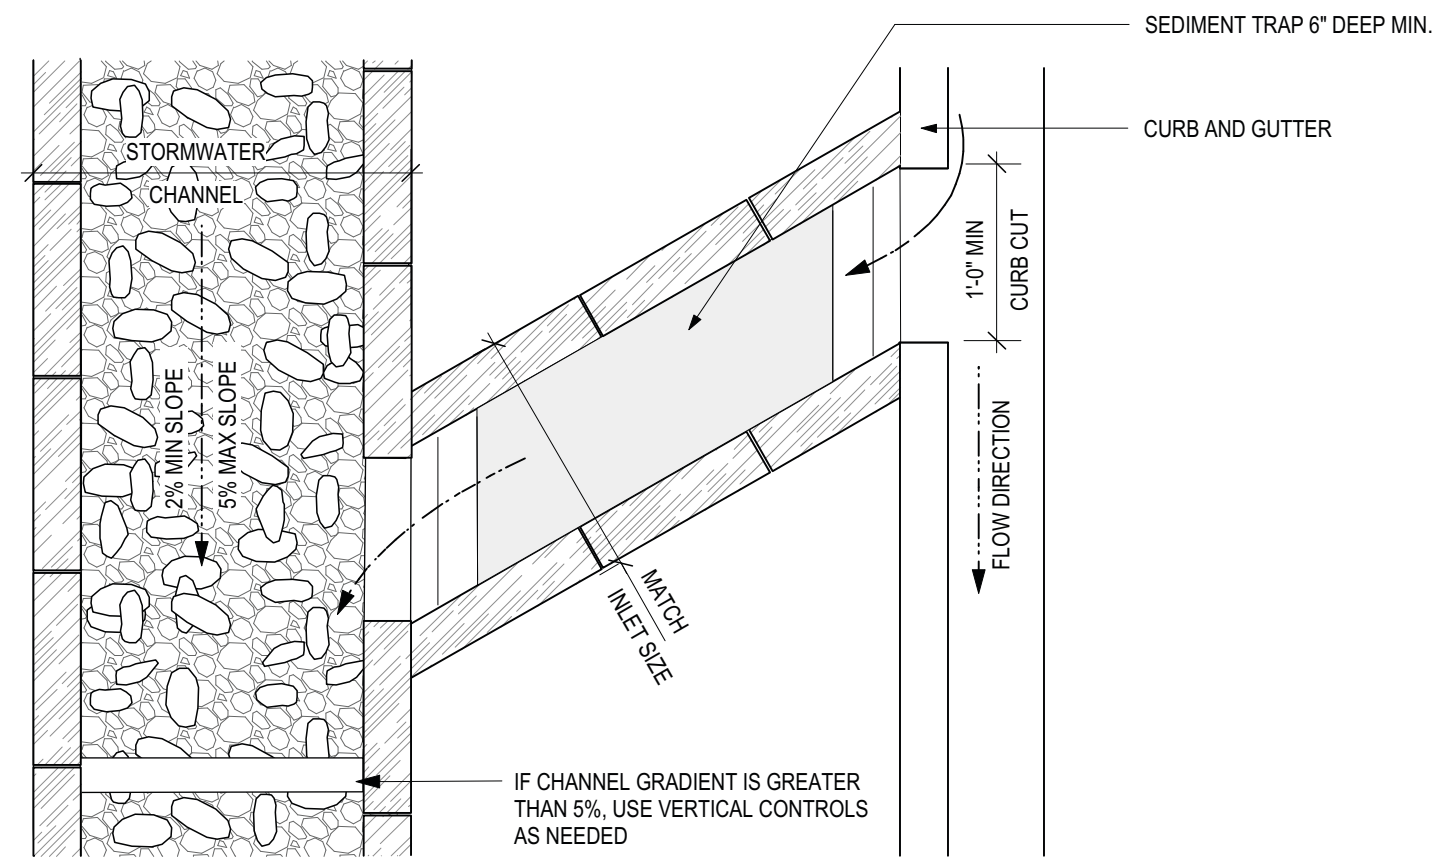 SEDIMENT TRAP 6" DEEP MIN.
CURB AND GUTTER
STORMWATER
CHANNEL
1'-0" MIN
CURB CUT
2% MIN SLOPE
5% MAX SLOPE
FLOW DIRECTION
MATCH
INLET SIZE
IF CHANNEL GRADIENT IS GREATER
THAN 5%, USE VERTICAL CONTROLS
AS NEEDED